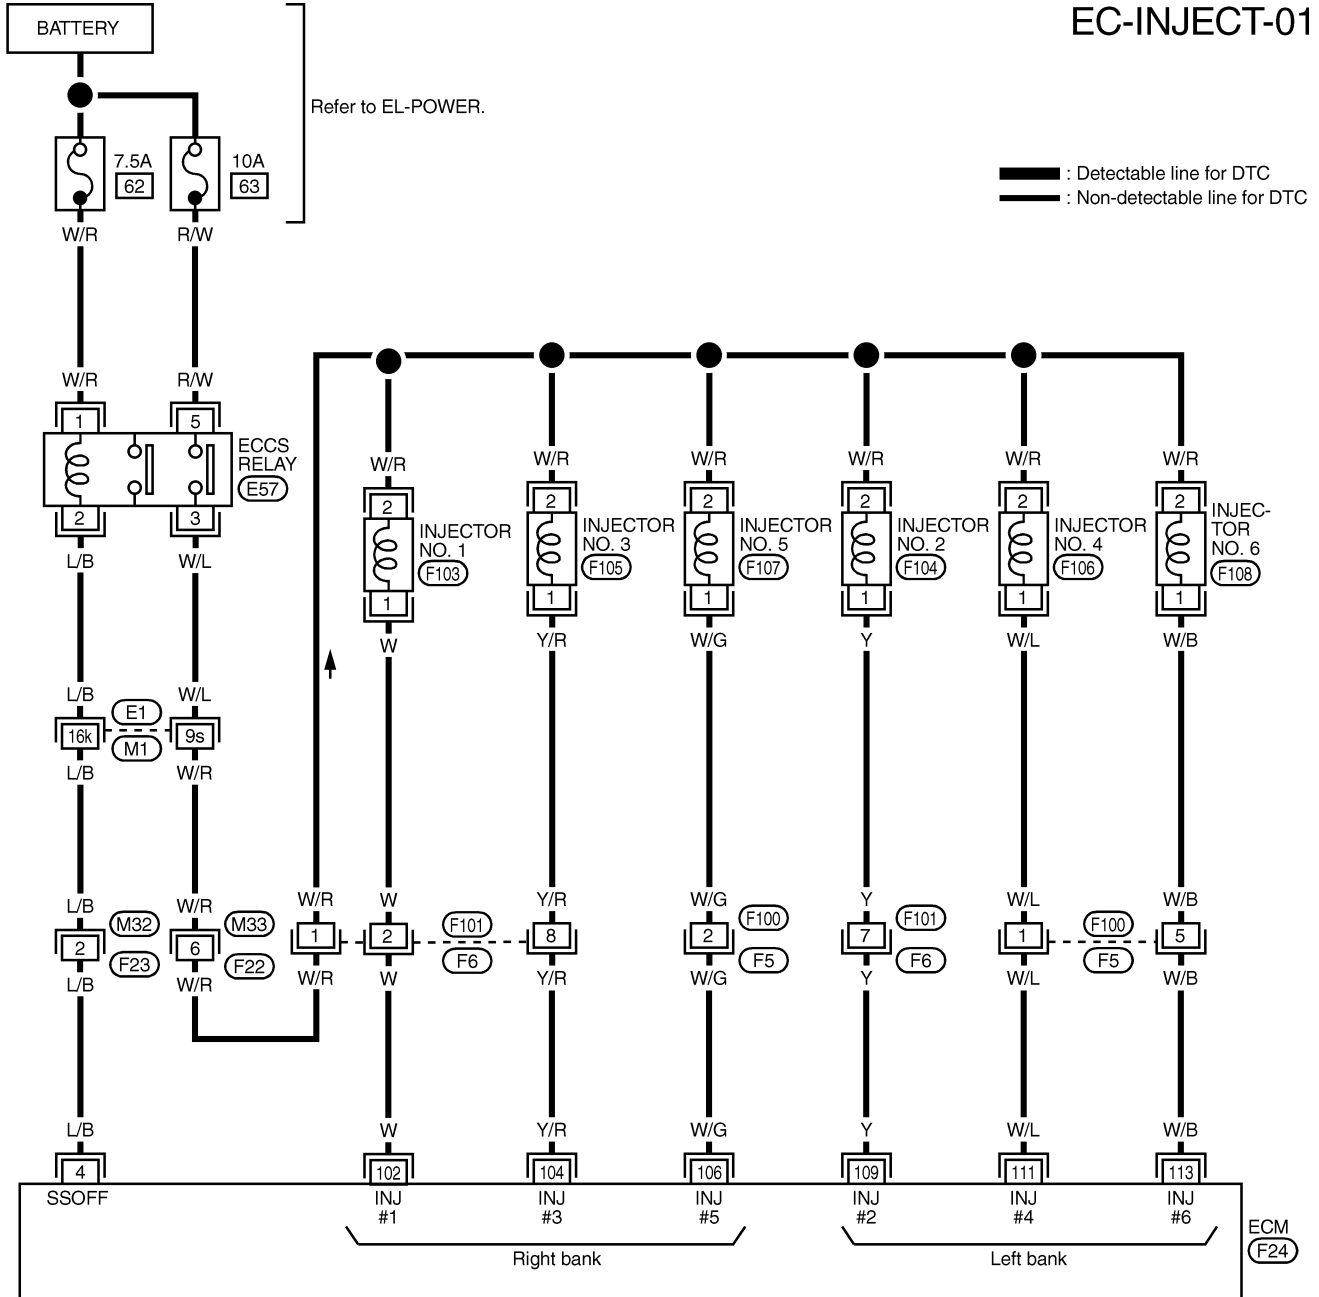 EC-INJECT-01
BATTERY
Refer to EL-POWER.
7.5A
62
10A
63
: Detectable line for DTC
: Non-detectable line for DTC
W/R
R/W
W/R
R/W
1
5
ECCS
RELAY
E57
2
3
L/B
W/L
W/R
W/R
W/R
W/R
W/R
W/R
2
2
2
2
2
2
INJECTOR
NO. 1
F103
INJECTOR
NO. 3
F105
INJECTOR
NO. 5
F107
INJECTOR
NO. 2
F104
INJECTOR
NO. 4
F106
INJEC-
TOR
NO. 6
F108
1
1
1
1
1
1
W
Y/R
W/G
Y
W/L
W/B
L/B
W/L
E1
16k
9s
M1
L/B
W/R
L/B
W/R
W/R
W
Y/R
W/G
Y
W/L
W/B
M32
2
F23
M33
6
F22
1
2
F101
F6
8
2
F100
F5
7
F101
F6
1
F100
F5
5
L/B
W/R
W/R
W
Y/R
W/G
Y
W/L
W/B
L/B
W
Y/R
W/G
Y
W/L
W/B
4
102
104
106
109
111
113
SSOFF
INJ
#1
INJ
#3
INJ
#5
INJ
#2
INJ
#4
INJ
#6
ECM
F24
Right bank
Left bank